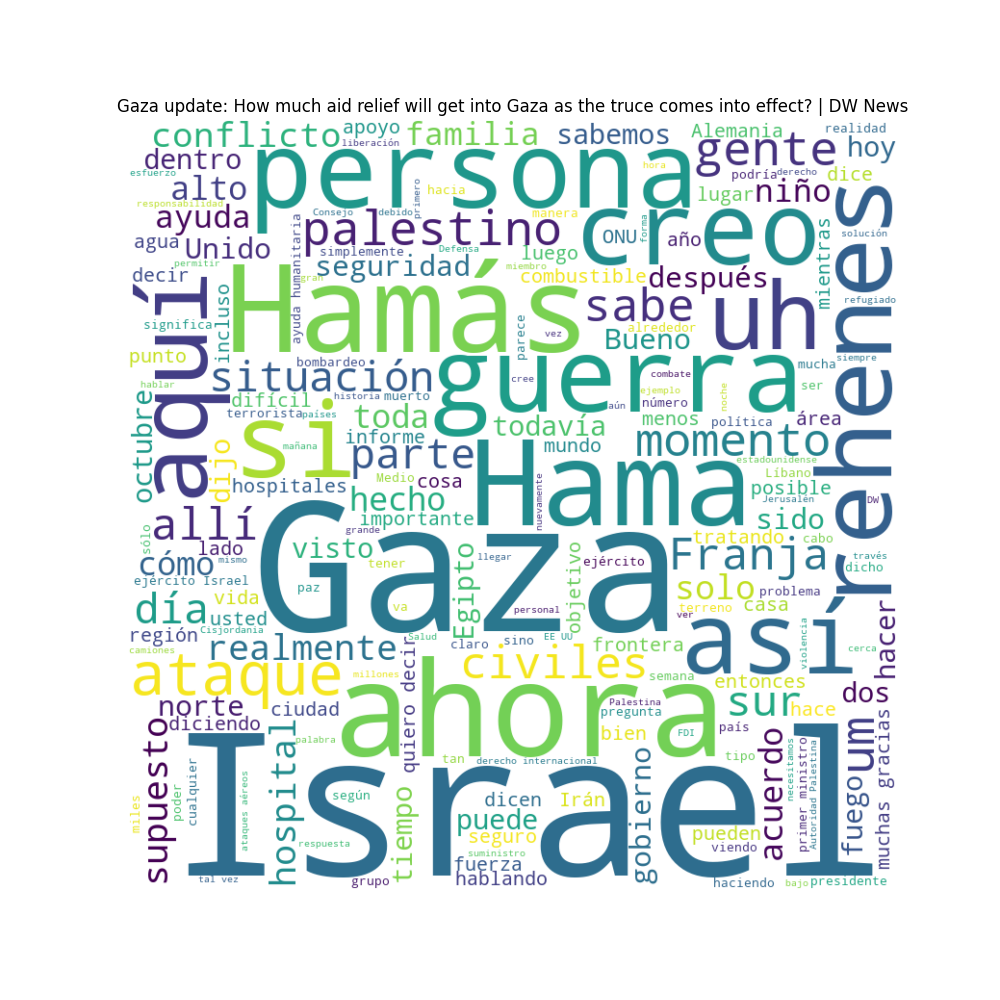 Gaza update: How much aid relief will get into Gaza as the truce comes into effect? | DW News
conflicto apoyo familia sabemos Alemania realidad
liberación gente hoy
dentro persona podría derecho dice
esfuerzo hora
alto hacia primero lugar niño
responsabilidad Consejo debido manera creo
ayuda palestino ONU forma año solución
agua Unido simplemente Defensa luego mientras
permitir ayuda humanitaria seguridad miembro combustible después rehenes
decir gran
aquí incluso Hamás sabe uh refugiado
significa parece vez alrededor
punto bombardeo Bueno mucha siempre
situación guerra cree combate ser
hablar difícil historia muerto ejemplo número noche
octubre terrorista países toda aún menos política área
si mañana informe todavía momento
dijo parte mundo estadounidense
hospitales Medio cosa Hama Líbano posible
hecho nuevamente Jerusalén DW
allí importante sido
sólo lado grande visto tratando cabo
cómo mismo Gaza llegar ejército Franja través
ejército Israel tener dicho
vida paz va Egipto objetivo solo problema
día usted personal terreno casa
región Cisjordania Salud claro sino EE UU ver así violencia hacer
camiones realmente frontera cerca
ataque millones civiles semana entonces
norte quiero decir ahora Palestina sur dos
diciendo ciudad pregunta hace
supuesto palabra bien FDI país um
hospital tan derecho internacional tipo necesitamos
poder cualquier ataques aéreos Israel acuerdo primer ministro Autoridad Palestina fuego muchas gracias
miles según tiempo dicen Irán gobierno
puede pueden
respuesta seguro viendo
suministro
fuerza
tal vez grupo hablando haciendo bajo presidente